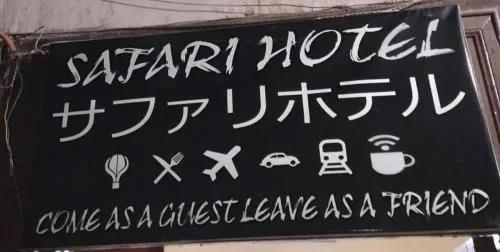 SAFARI HOTEL
サファリホテル
COME AS A GUEST LEAVE AS A FRIEND